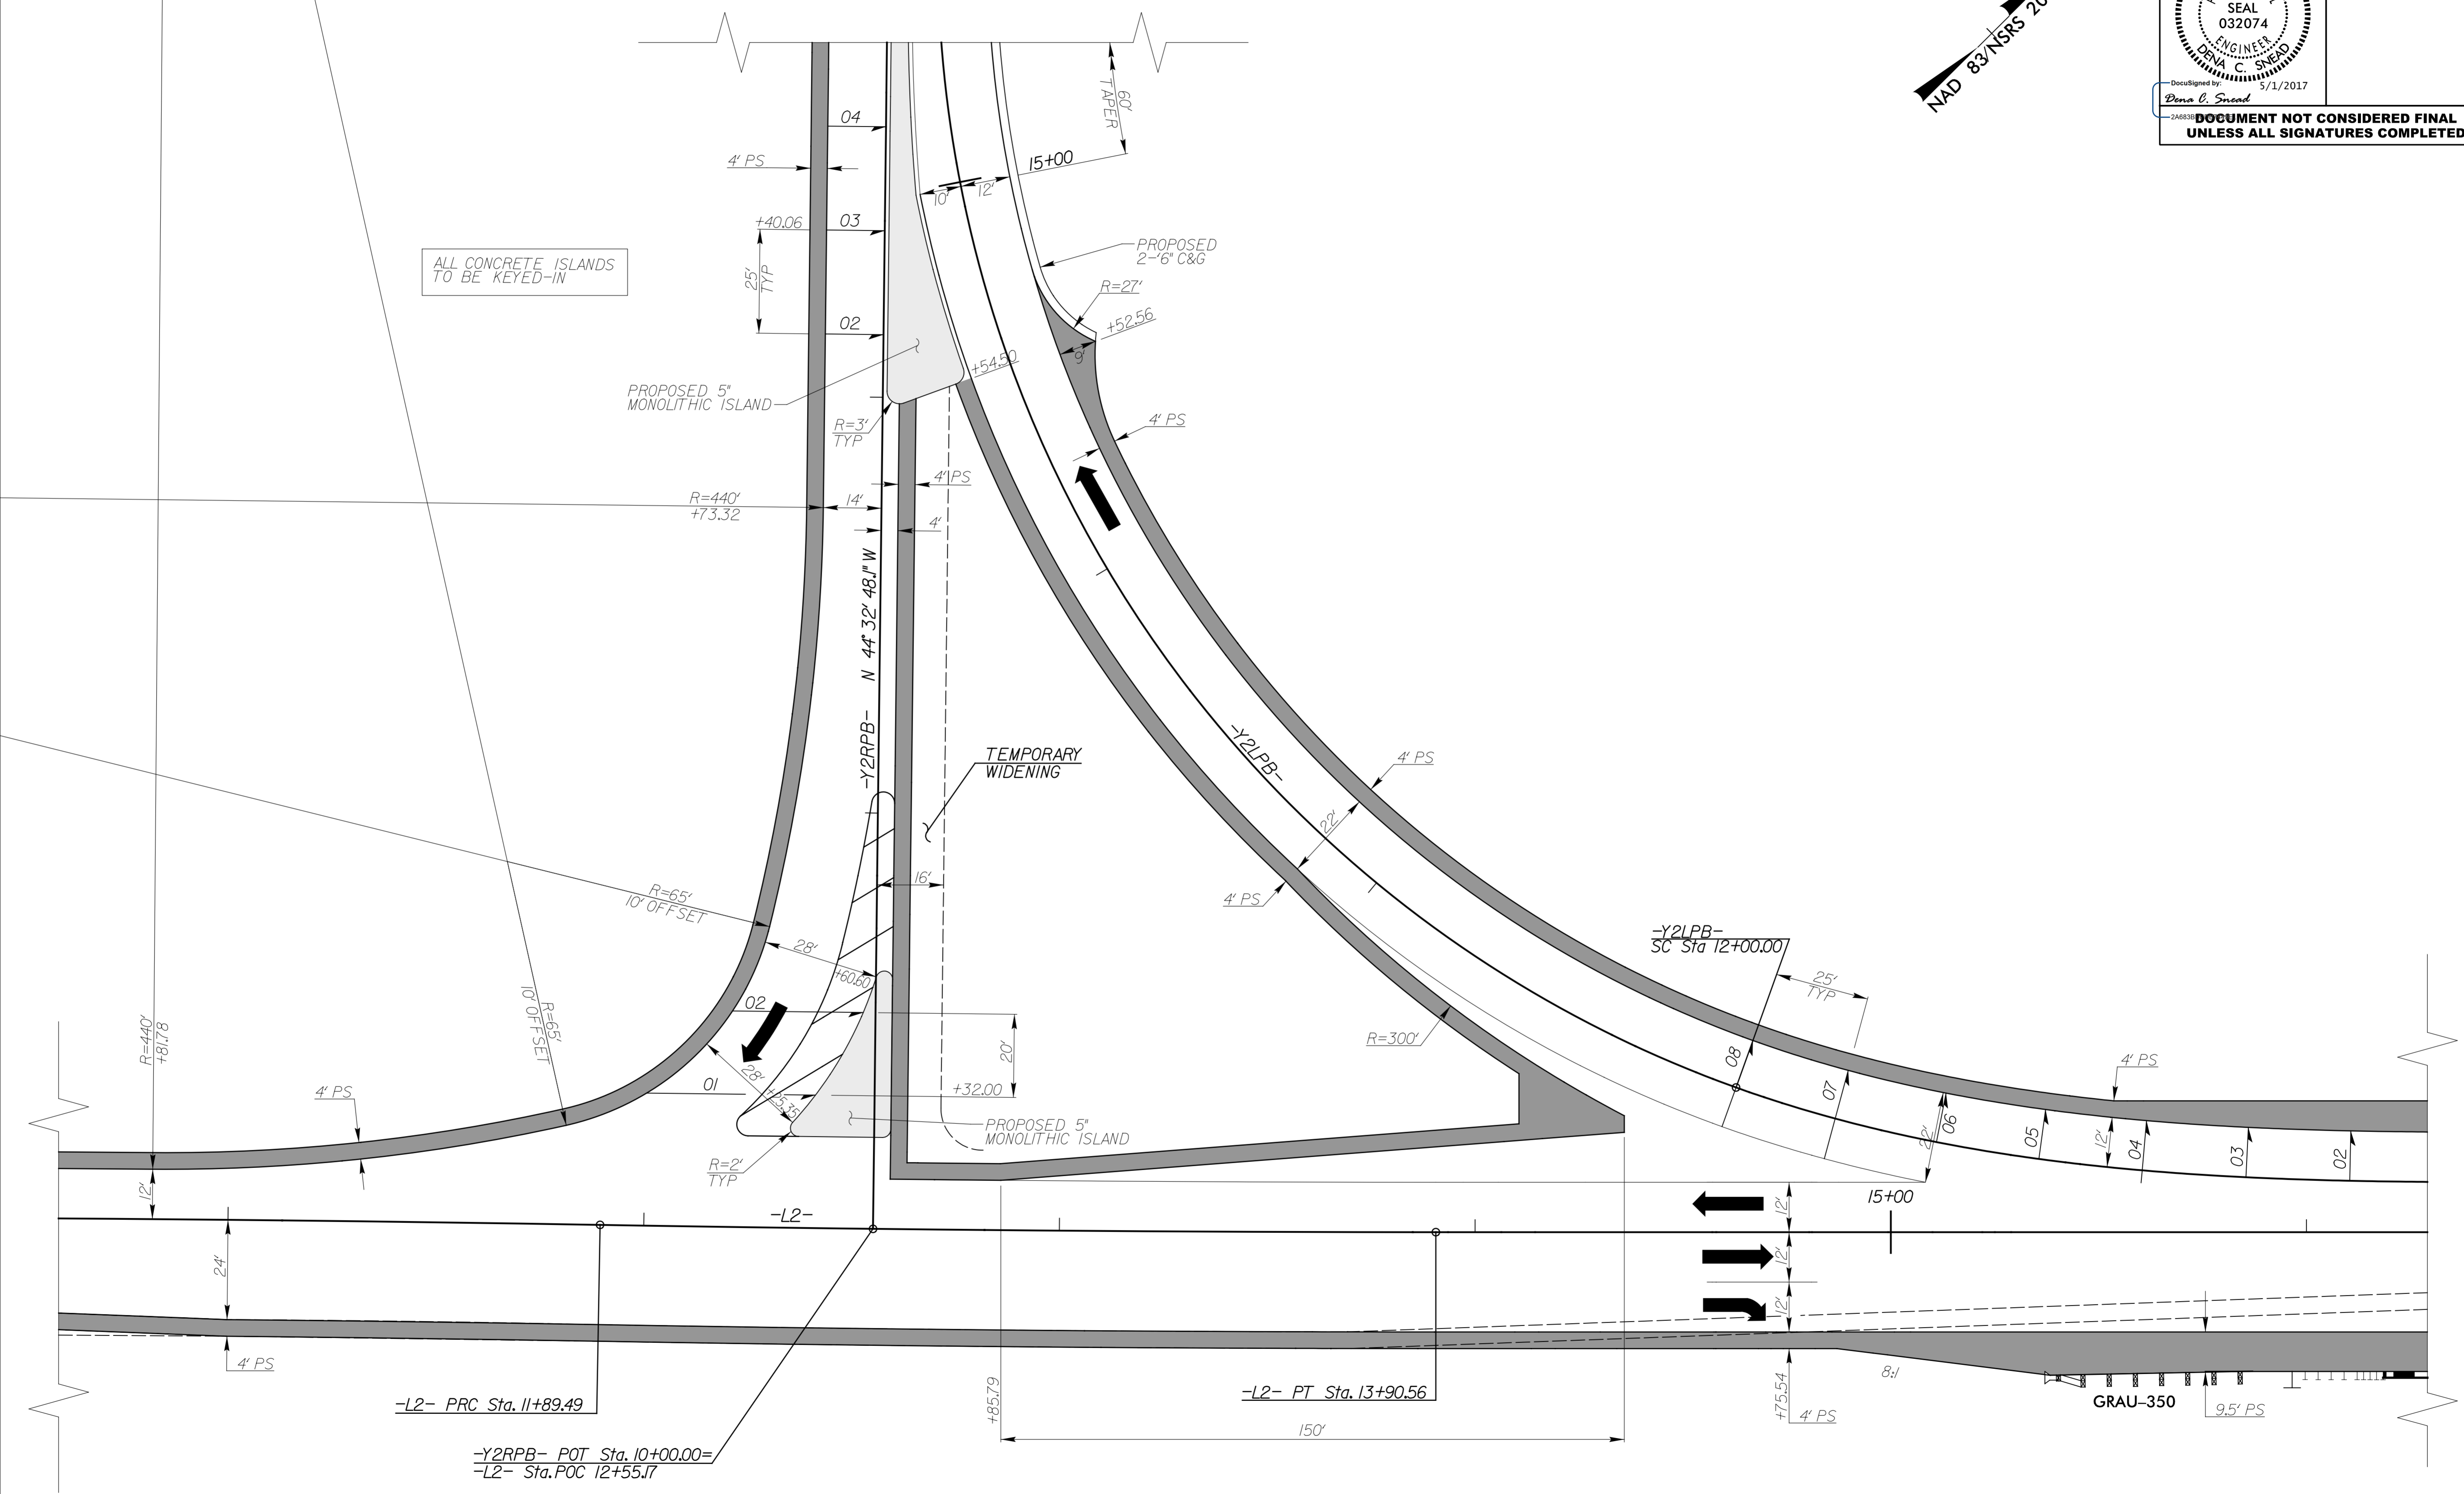 NAD 83/NSRS 20
SEAL
032074
ENGINEER
DENA C. SNEAD
DocuSigned by:
5/1/2017
Dena C. Snead
DOCUMENT NOT CONSIDERED FINAL
UNLESS ALL SIGNATURES COMPLETED
60'
TAPER
04
4' PS
15+00
10'
12'
+40.06
03
PROPOSED
2-'6" C&G
ALL CONCRETE ISLANDS
TO BE KEYED-IN
25'
TYP
R=27'
02
+52.56
9'
+54.50
PROPOSED 5"
MONOLITHIC ISLAND
R=3'
TYP
4' PS
4' PS
R=440'
+73.32
14'
4'
-Y2RPB- N 44° 32' 48.1" W
TEMPORARY
WIDENING
-Y2LPB-
4' PS
22'
16'
R=65'
10' OFFSET
4' PS
28'
+60.60
-Y2LPB-
SC Sta 12+00.00
25'
TYP
R=65'
10' OFFSET
02
R=440'
+81.78
20'
R=300'
08
07
06
22'
05
12'
04
03
02
4' PS
4' PS
01
28'
+25.35
+32.00
PROPOSED 5"
MONOLITHIC ISLAND
R=2'
TYP
12'
-L2-
12'
15+00
24'
12'
12'
4' PS
8:1
GRAU-350
9.5' PS
-L2- PRC Sta. 11+89.49
+85.79
-L2- PT Sta. 13+90.56
+75.54
4' PS
150'
-Y2RPB- POT Sta. 10+00.00=
-L2- Sta. POC 12+55.17